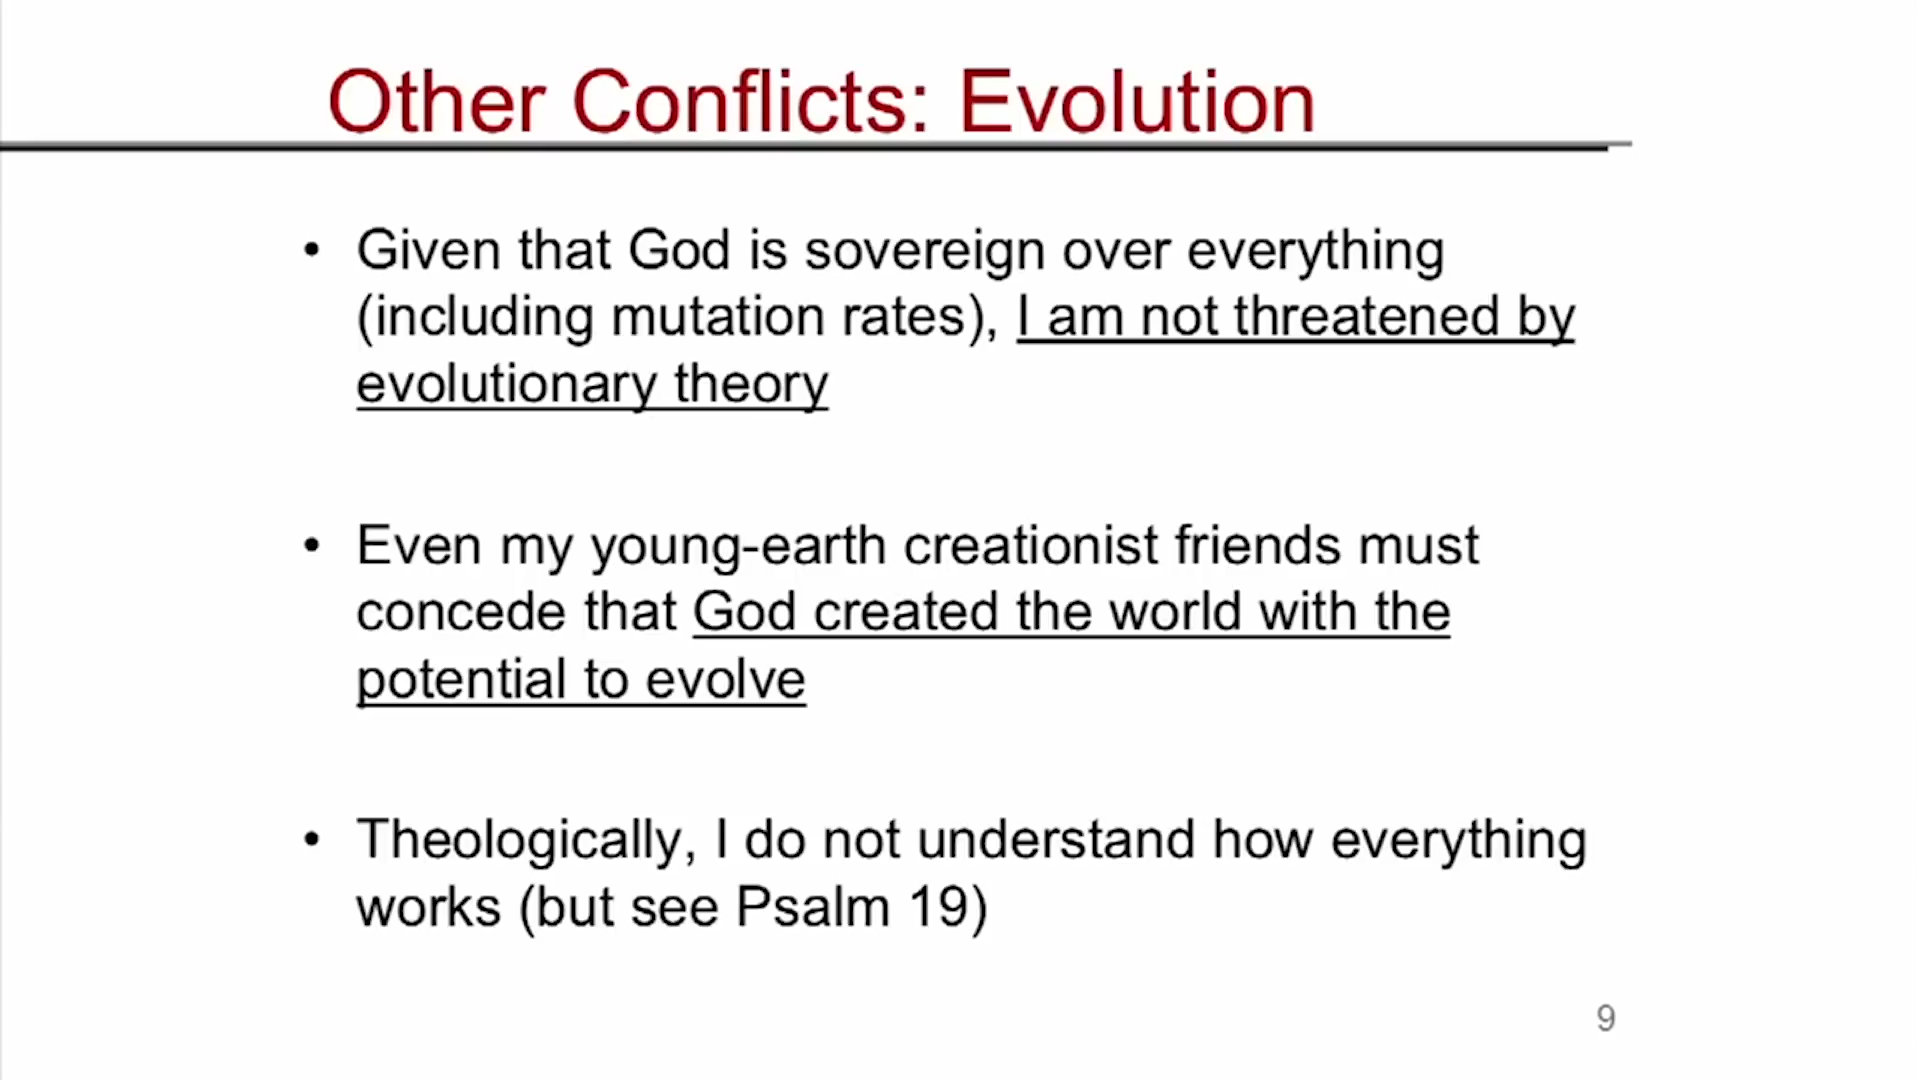 Other Conflicts: Evolution
• Given that God is sovereign over everything
(including mutation rates), I am not threatened by
evolutionary theory
• Even my young-earth creationist friends must
concede that God created the world with the
potential to evolve
• Theologically, I do not understand how everything
works (but see Psalm 19)
9